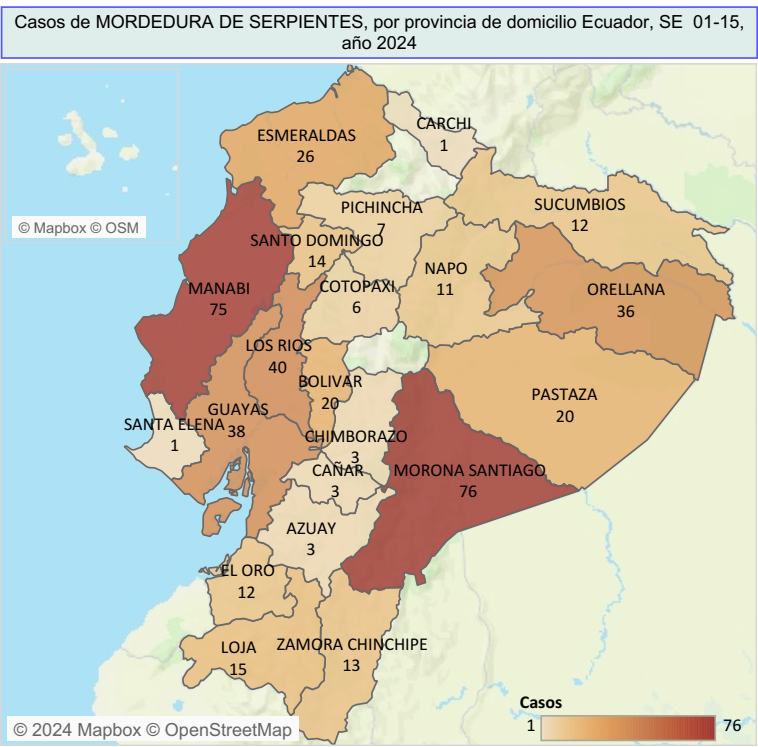 Casos de MORDEDURA DE SERPIENTES, por provincia de domicilio Ecuador, SE 01-15,
año 2024
CARCHI
1
ESMERALDAS
26
© Mapbox © OSM
PICHINCHA
7
SUCUMBIOS
12
SANTO DOMINGO
14
NAPO
11
COTOPAXI
6
MANABI
75
ORELLANA
36
LOS RIOS
40
BOLIVAR
20
PASTAZA
20
GUAYAS
38
SANTA ELENA
1
CHIMBORAZO
3
CAÑAR
3
MORONA SANTIAGO
76
AZUAY
3
EL ORO
12
LOJA
15
ZAMORA CHINCHIPE
13
Casos
1
76
© 2024 Mapbox © OpenStreetMap